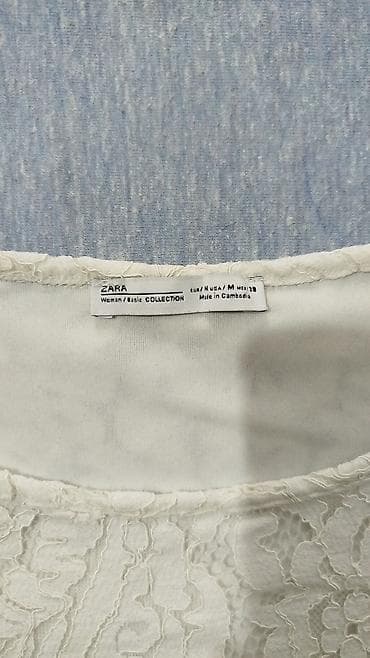 ZARA
Woman / Basic COLLECTION
EUR / M USA / M MEX / 28
Made in Cambodia